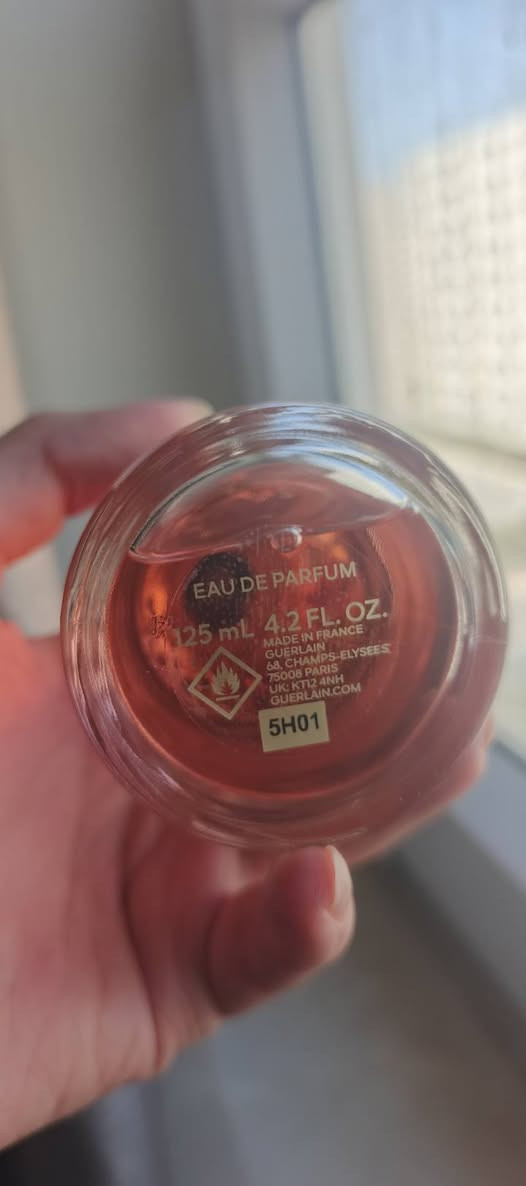 EAU DE PARFUM
125 mL 4.2 FL. OZ.
MADE IN FRANCE
GUERLAIN
68, CHAMPS-ELYSEES
75008 PARIS
UK: KT12 4NH
GUERLAIN.COM
5H01